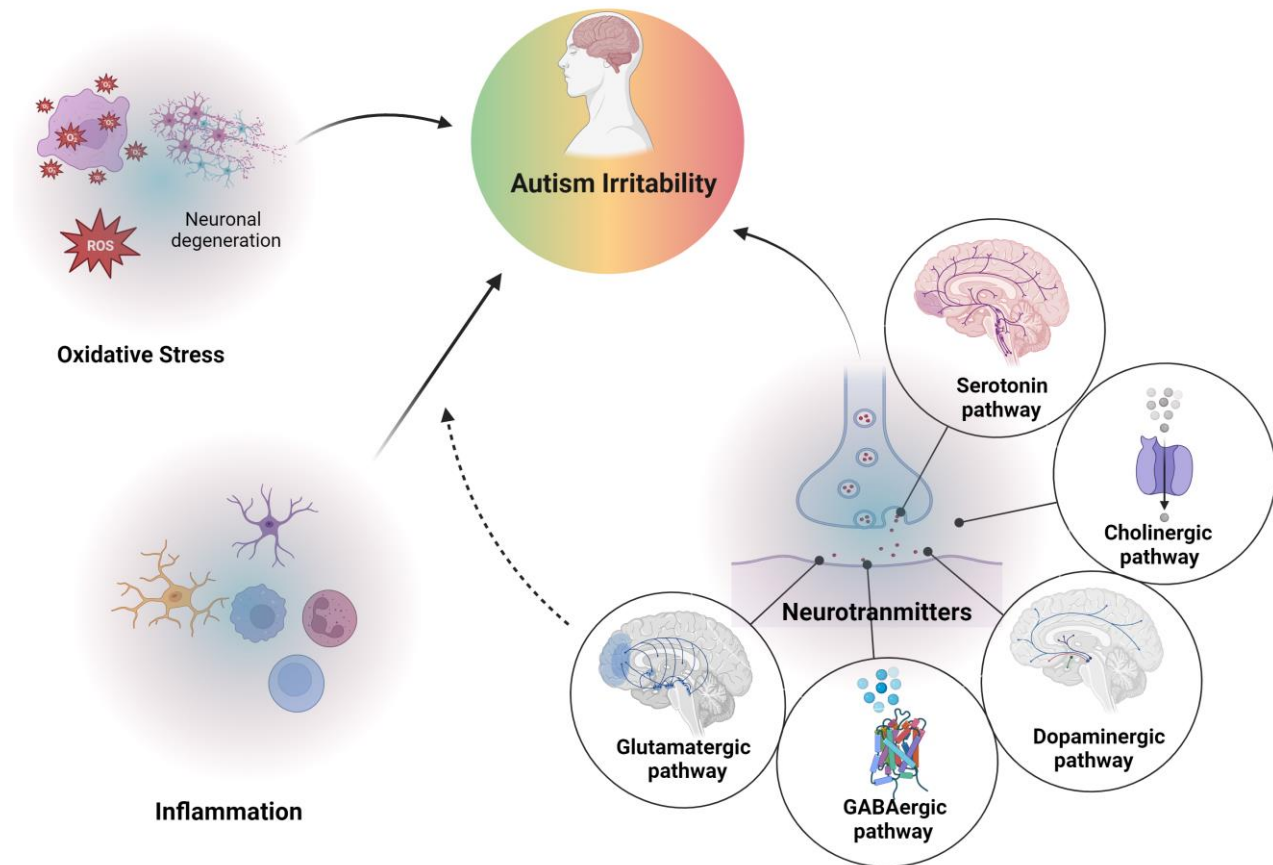 Autism Irritability
ROS
O₂
Neuronal
degeneration
Oxidative Stress
Serotonin
pathway
Cholinergic
pathway
Neurotranmitters
Glutamatergic
pathway
GABAergic
pathway
Dopaminergic
pathway
Inflammation